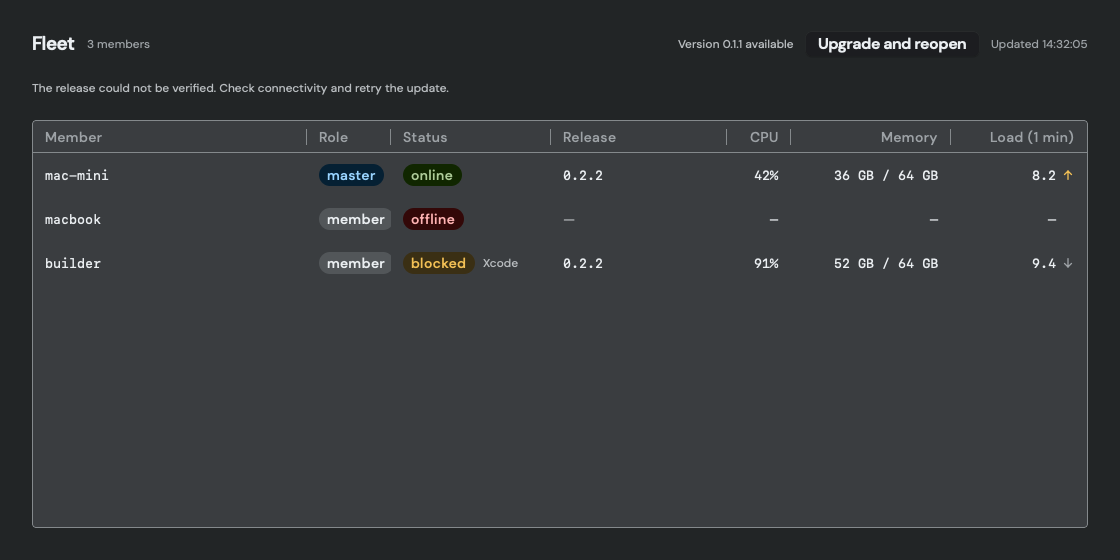 Fleet 3 members Version 0.1.1 available Upgrade and reopen Updated 14:32:05
The release could not be verified. Check connectivity and retry the update.
Member Role Status Release CPU Memory Load (1 min)
mac-mini master online 0.2.2 42% 36 GB / 64 GB 8.2 ↑
macbook member offline — — — —
builder member blocked Xcode 0.2.2 91% 52 GB / 64 GB 9.4 ↓